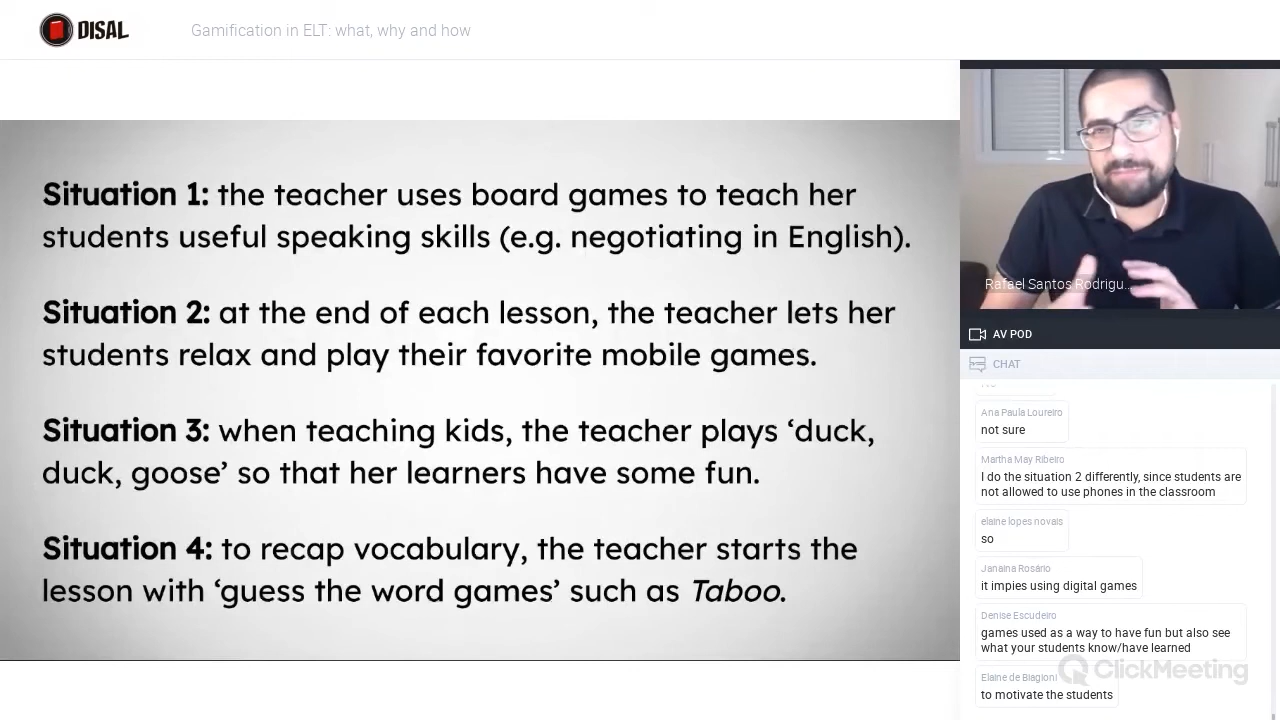 DISAL
Gamification in ELT: what, why and how
Situation 1: the teacher uses board games to teach her
students useful speaking skills (e.g. negotiating in English).
Situation 2: at the end of each lesson, the teacher lets her
students relax and play their favorite mobile games.
Situation 3: when teaching kids, the teacher plays ‘duck,
duck, goose’ so that her learners have some fun.
Situation 4: to recap vocabulary, the teacher starts the
lesson with ‘guess the word games’ such as Taboo.
Rafael Santos Rodrigu...
AV POD
CHAT
Ana Paula Loureiro
not sure
Martha May Ribeiro
I do the situation 2 differently, since students are
not allowed to use phones in the classroom
elaine lopes novais
so
Janaina Rosário
it impies using digital games
Denise Escudeiro
games used as a way to have fun but also see
what your students know/have learned
Elaine de Biagioni
to motivate the students
ClickMeeting